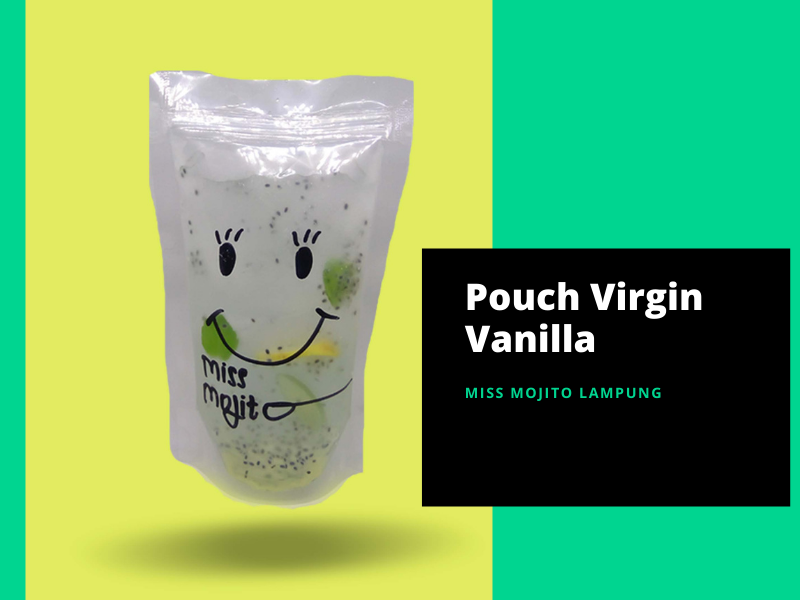 Pouch Virgin
Vanilla
MISS MOJITO LAMPUNG
miss
mojito